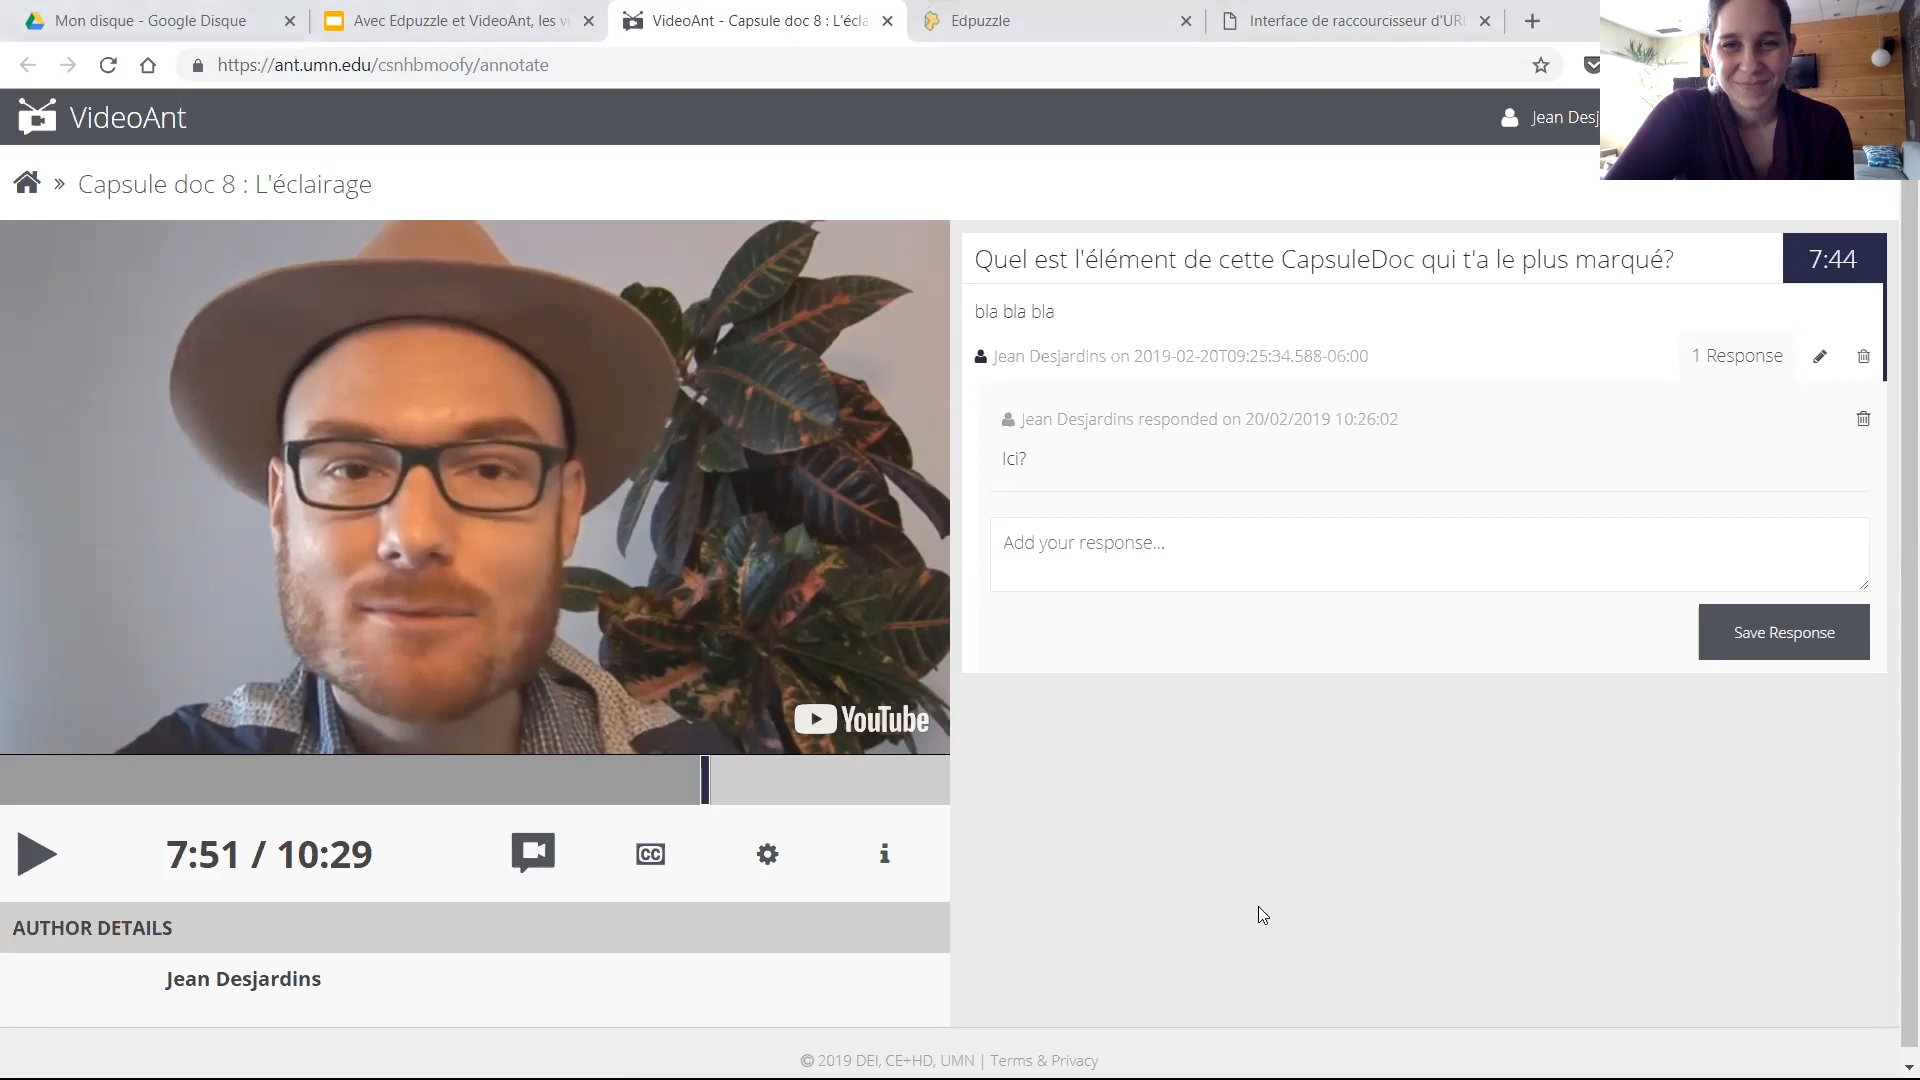 Mon disque - Google Disque
Avec Edpuzzle et VideoAnt, les v
VideoAnt - Capsule doc 8 : L'écla
Edpuzzle
Interface de raccourcisseur d'URL
https://ant.umn.edu/csnhbmoofy/annotate
VideoAnt
Jean Desj
» Capsule doc 8 : L'éclairage
Quel est l'élément de cette CapsuleDoc qui t'a le plus marqué?
7:44
bla bla bla
Jean Desjardins on 2019-02-20T09:25:34.588-06:00
1 Response
Jean Desjardins responded on 20/02/2019 10:26:02
Ici?
Add your response...
Save Response
YouTube
7:51 / 10:29
CC
i
AUTHOR DETAILS
Jean Desjardins
© 2019 DEI, CE+HD, UMN | Terms & Privacy